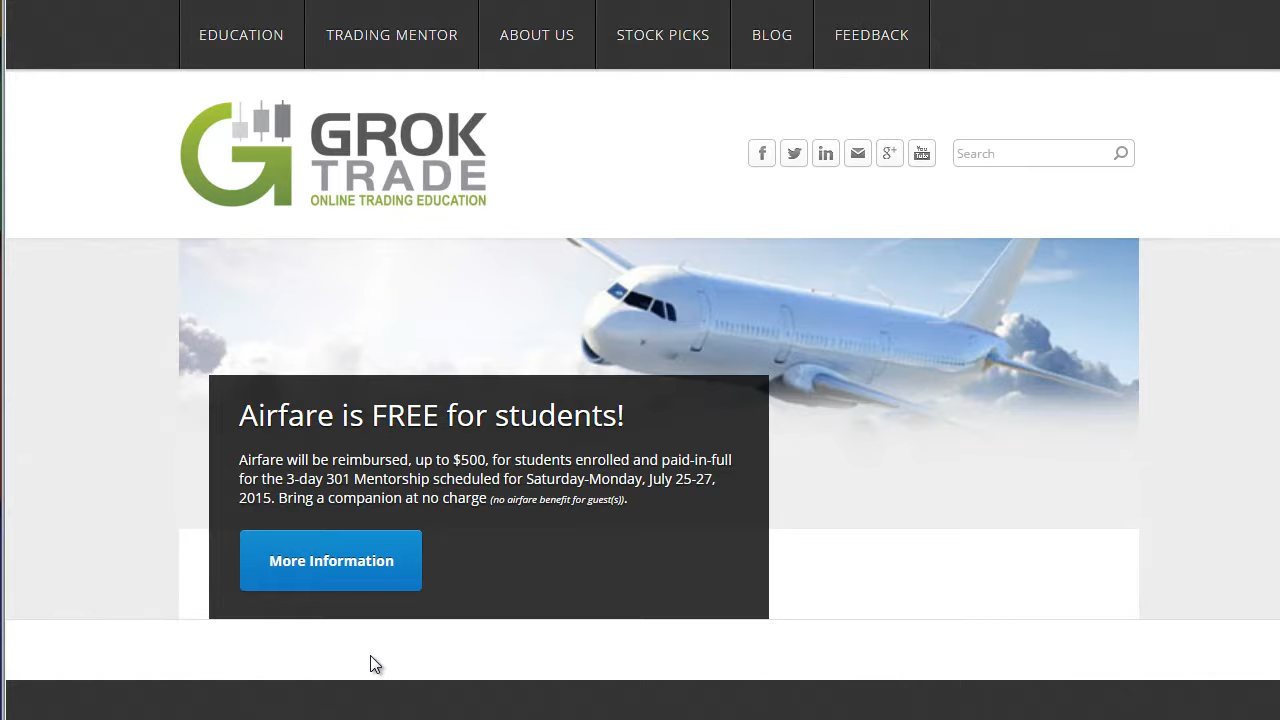 EDUCATION
TRADING MENTOR
ABOUT US
STOCK PICKS
BLOG
FEEDBACK
GROK
TRADE
ONLINE TRADING EDUCATION
f
in
g+
You
Tube
Search
Airfare is FREE for students!
Airfare will be reimbursed, up to $500, for students enrolled and paid-in-full
for the 3-day 301 Mentorship scheduled for Saturday-Monday, July 25-27,
2015. Bring a companion at no charge (no airfare benefit for guest(s)).
More Information